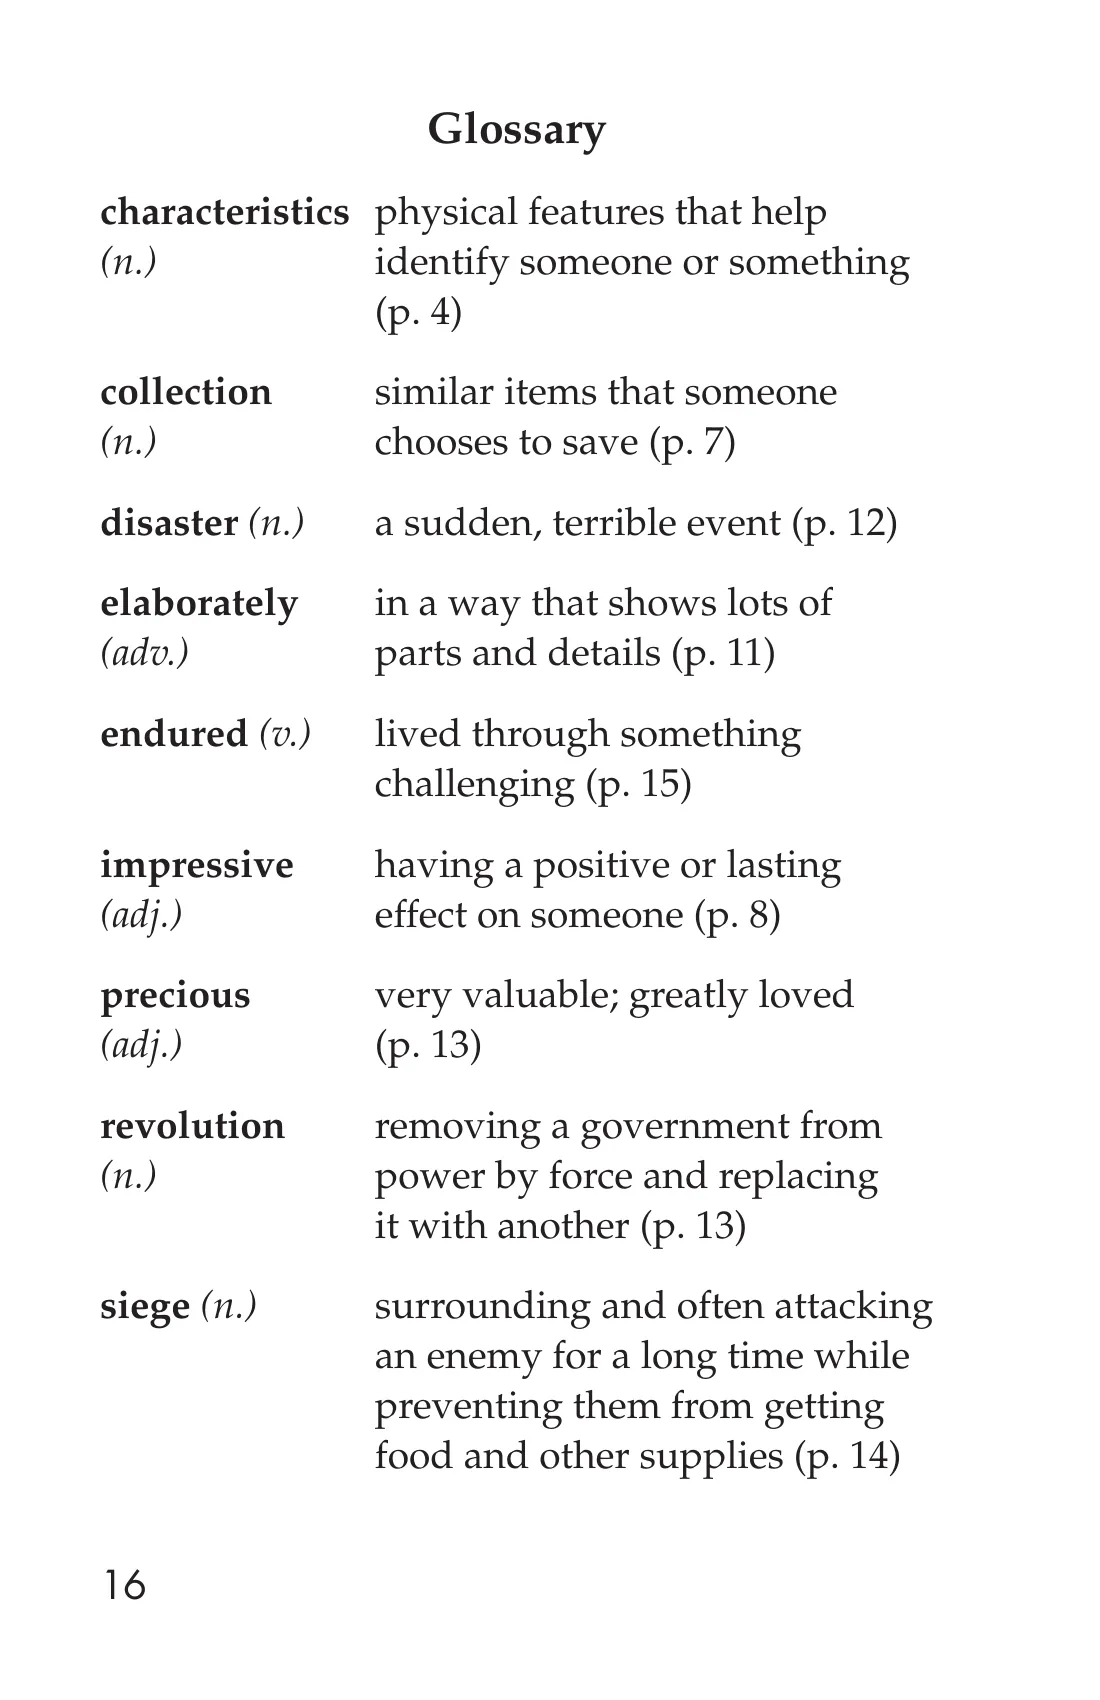 Glossary
characteristics physical features that help
(n.) identify someone or something
(p. 4)
collection similar items that someone
(n.) chooses to save (p. 7)
disaster (n.) a sudden, terrible event (p. 12)
elaborately in a way that shows lots of
(adv.) parts and details (p. 11)
endured (v.) lived through something
challenging (p. 15)
impressive having a positive or lasting
(adj.) effect on someone (p. 8)
precious very valuable; greatly loved
(adj.) (p. 13)
revolution removing a government from
(n.) power by force and replacing
it with another (p. 13)
siege (n.) surrounding and often attacking
an enemy for a long time while
preventing them from getting
food and other supplies (p. 14)
16